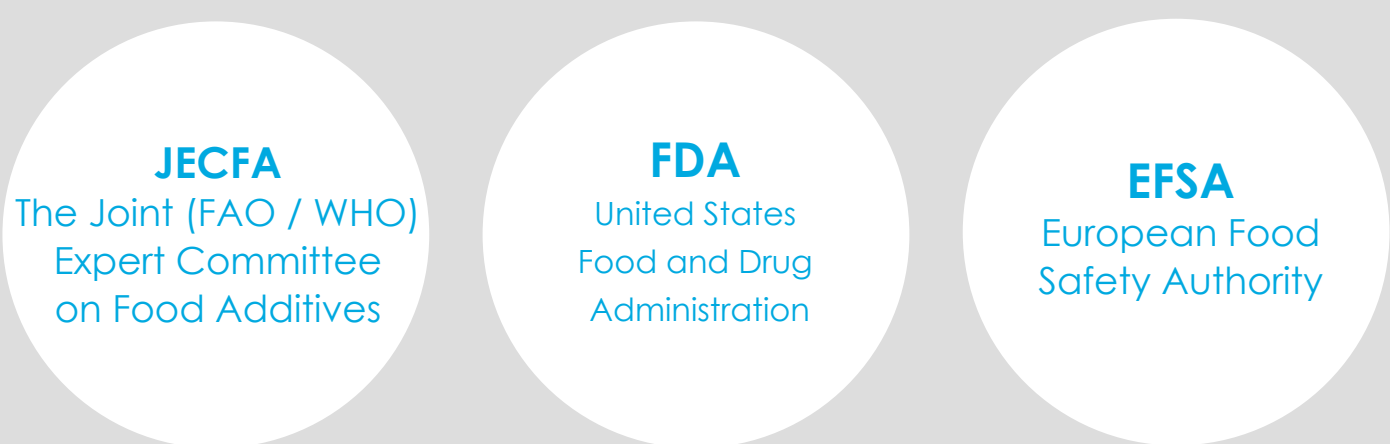 JECFA
The Joint (FAO / WHO)
Expert Committee
on Food Additives
FDA
United States
Food and Drug
Administration
EFSA
European Food
Safety Authority